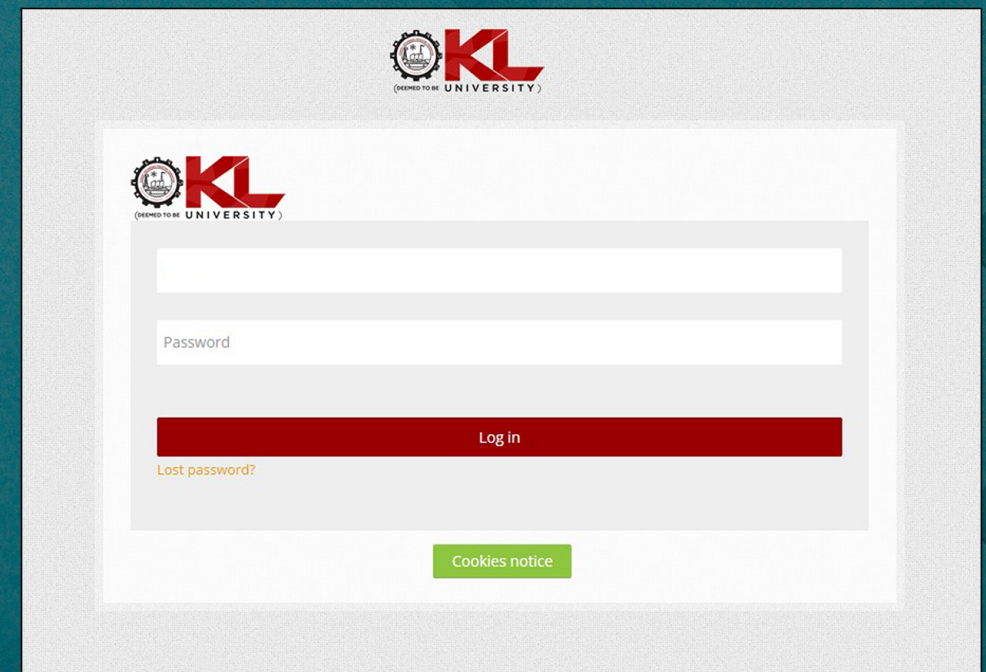 KL
(DEEMED TO BE UNIVERSITY)
KL
(DEEMED TO BE UNIVERSITY)
Password
Log in
Lost password?
Cookies notice